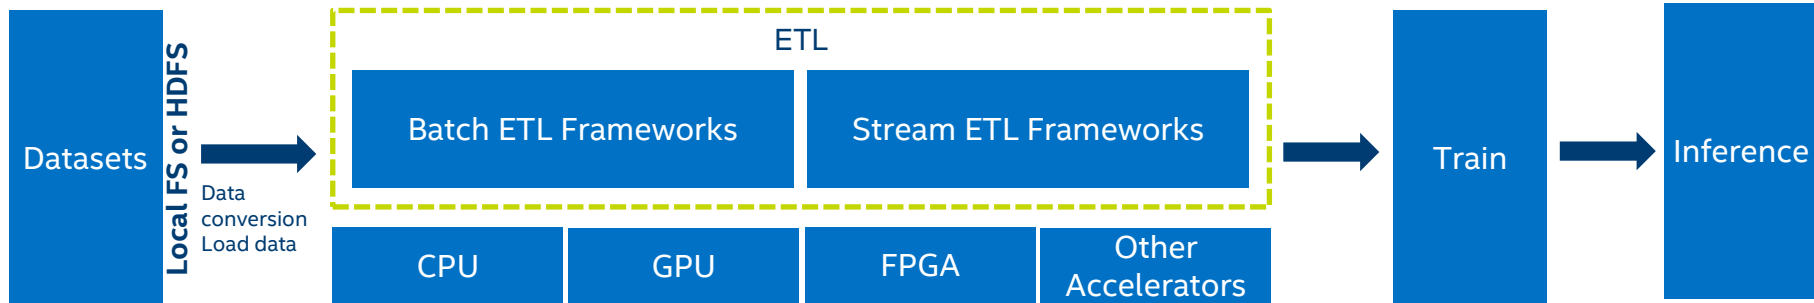 Datasets
Local FS or HDFS
Data
conversion
Load data
ETL
Batch ETL Frameworks
Stream ETL Frameworks
CPU
GPU
FPGA
Other
Accelerators
Train
Inference